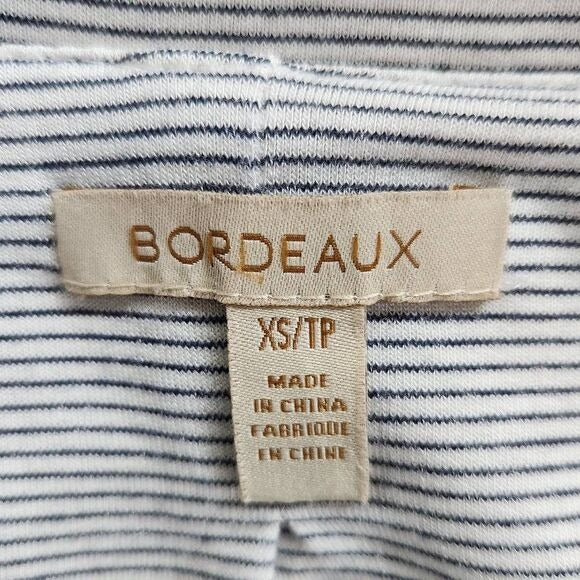 BORDEAUX
XS/TP
MADE
IN CHINA
FABRIQUE
EN CHINE